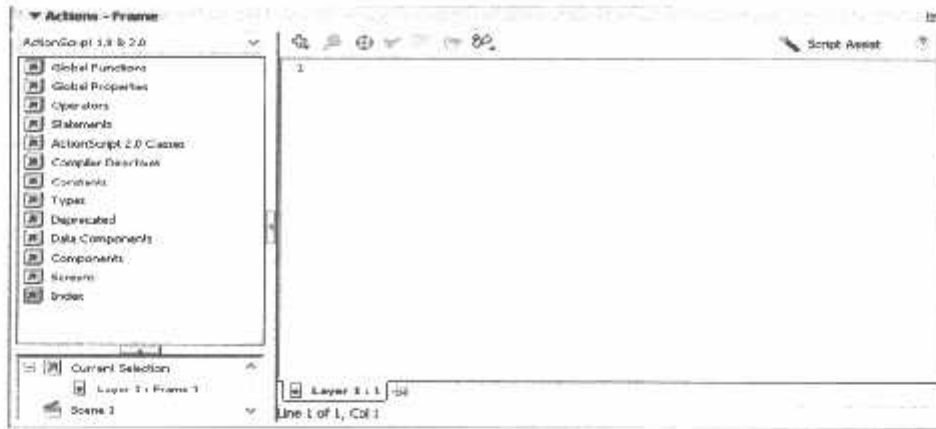 Actions - Frame
ActionScript 1.0 & 2.0
Global Functions
Global Properties
Operators
Statements
ActionScript 2.0 Classes
Compiler Directives
Constants
Types
Deprecated
Data Components
Components
Screens
Index
Current Selection
Layer 1 : Frame 1
Scene 1
Script Assist
1
Layer 1 : 1
Line 1 of 1, Col 1